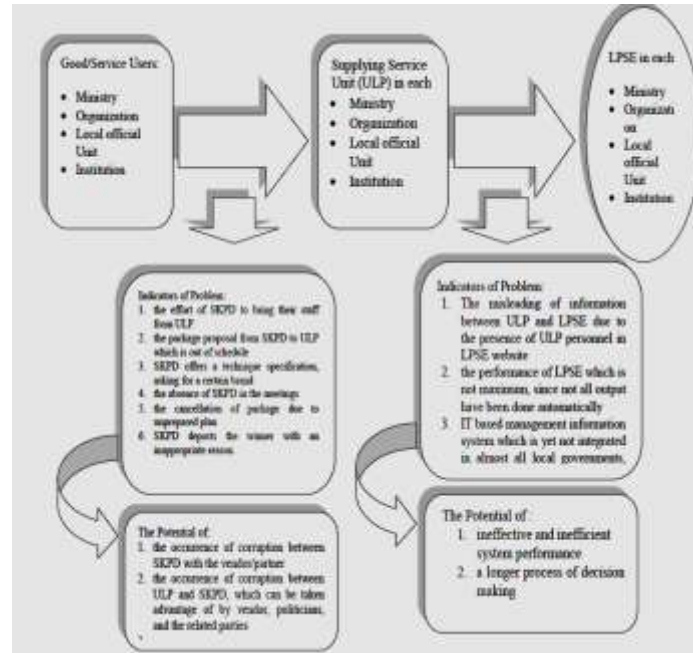 Good/Service Users:
• Ministry
• Organization
• Local official
Unit
• Institution
Supplying Service
Unit (ULP) in each
• Ministry
• Organization
• Local official
Unit
• Institution
LPSE in each
• Ministry
• Organizati
on
• Local
official
Unit
• Institution
Indicators of Problem:
1. the effort of SKPD to bring their staff
from ULP
2. the package proposal from SKPD to ULP
which is out of schedule
3. SKPD offers a technique specification,
asking for a certain brand
4. the absence of SKPD in the meetings
5. the cancellation of package due to
unprepared plan
6. SKPD departs the winner with an
inappropriate reason.
Indicators of Problem:
1. The misleading of information
between ULP and LPSE due to
the presence of ULP personnel in
LPSE website
2. the performance of LPSE which is
not maximum, since not all output
have been done automatically
3. IT based management information
system which is yet not integrated
in almost all local governments,
The Potential of:
1. the occurrence of corruption between
SKPD with the vendor/partner
2. the occurrence of corruption between
ULP and SKPD, which can be taken
advantage of by vendor, politicians,
and the related parties
The Potential of :
1. ineffective and inefficient
system performance
2. a longer process of decision
making